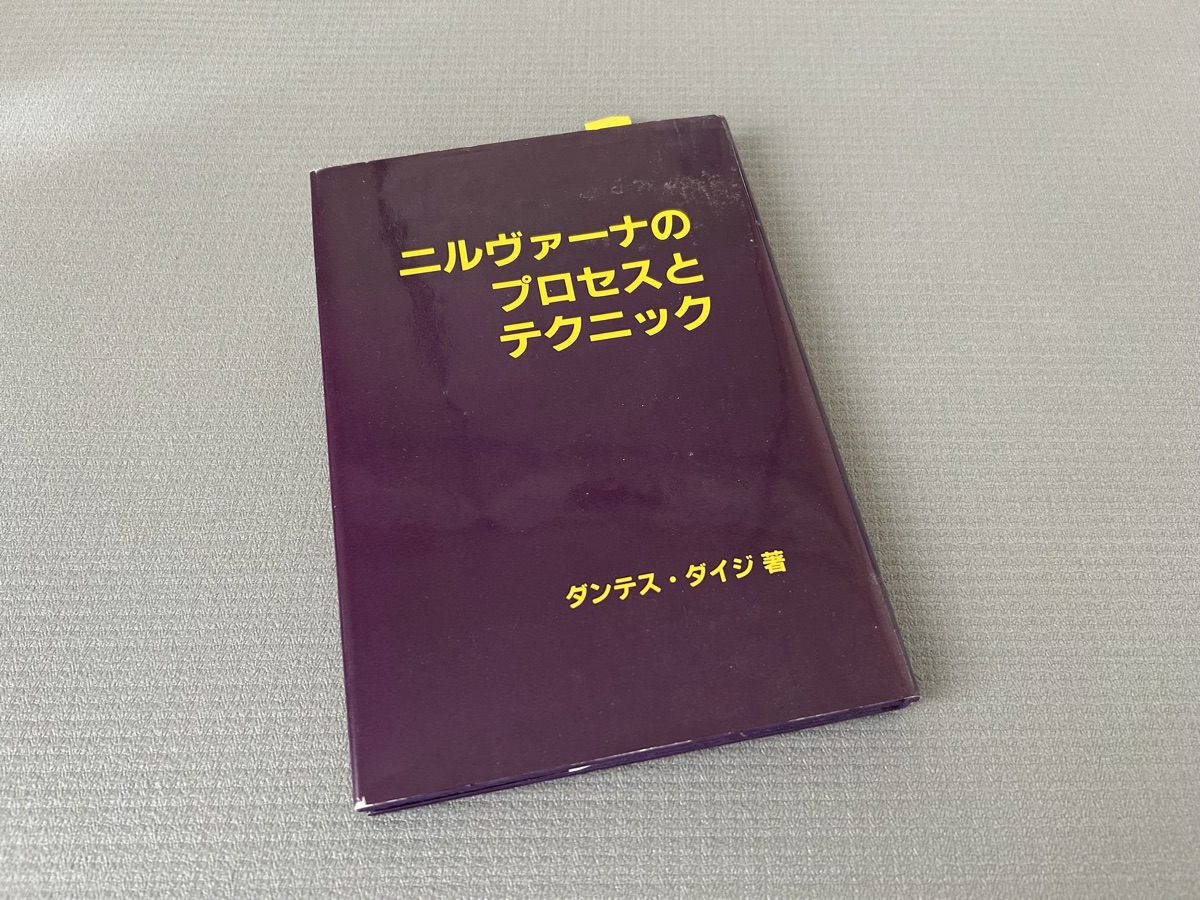 ニルヴァーナの
プロセスと
テクニック
ダンテス・ダイジ 著